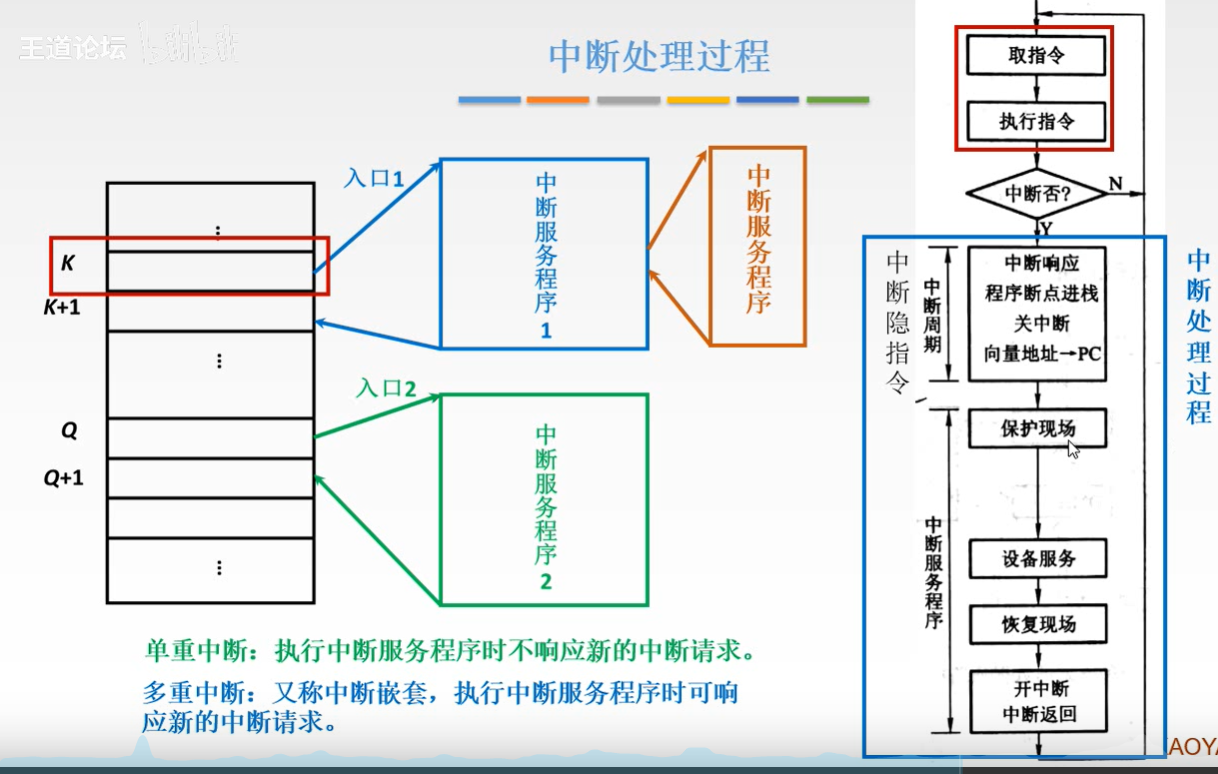 王道论坛
中断处理过程
⋮
K
K+1
⋮
Q
Q+1
⋮
入口1
中断服务程序1
中断服务程序
入口2
中断服务程序2
单重中断：执行中断服务程序时不响应新的中断请求。
多重中断：又称中断嵌套，执行中断服务程序时可响
应新的中断请求。
取指令
执行指令
中断否?
N
Y
中断隐指令
中断周期
中断响应
程序断点进栈
关中断
向量地址→PC
中断处理过程
中断服务程序
保护现场
设备服务
恢复现场
开中断
中断返回